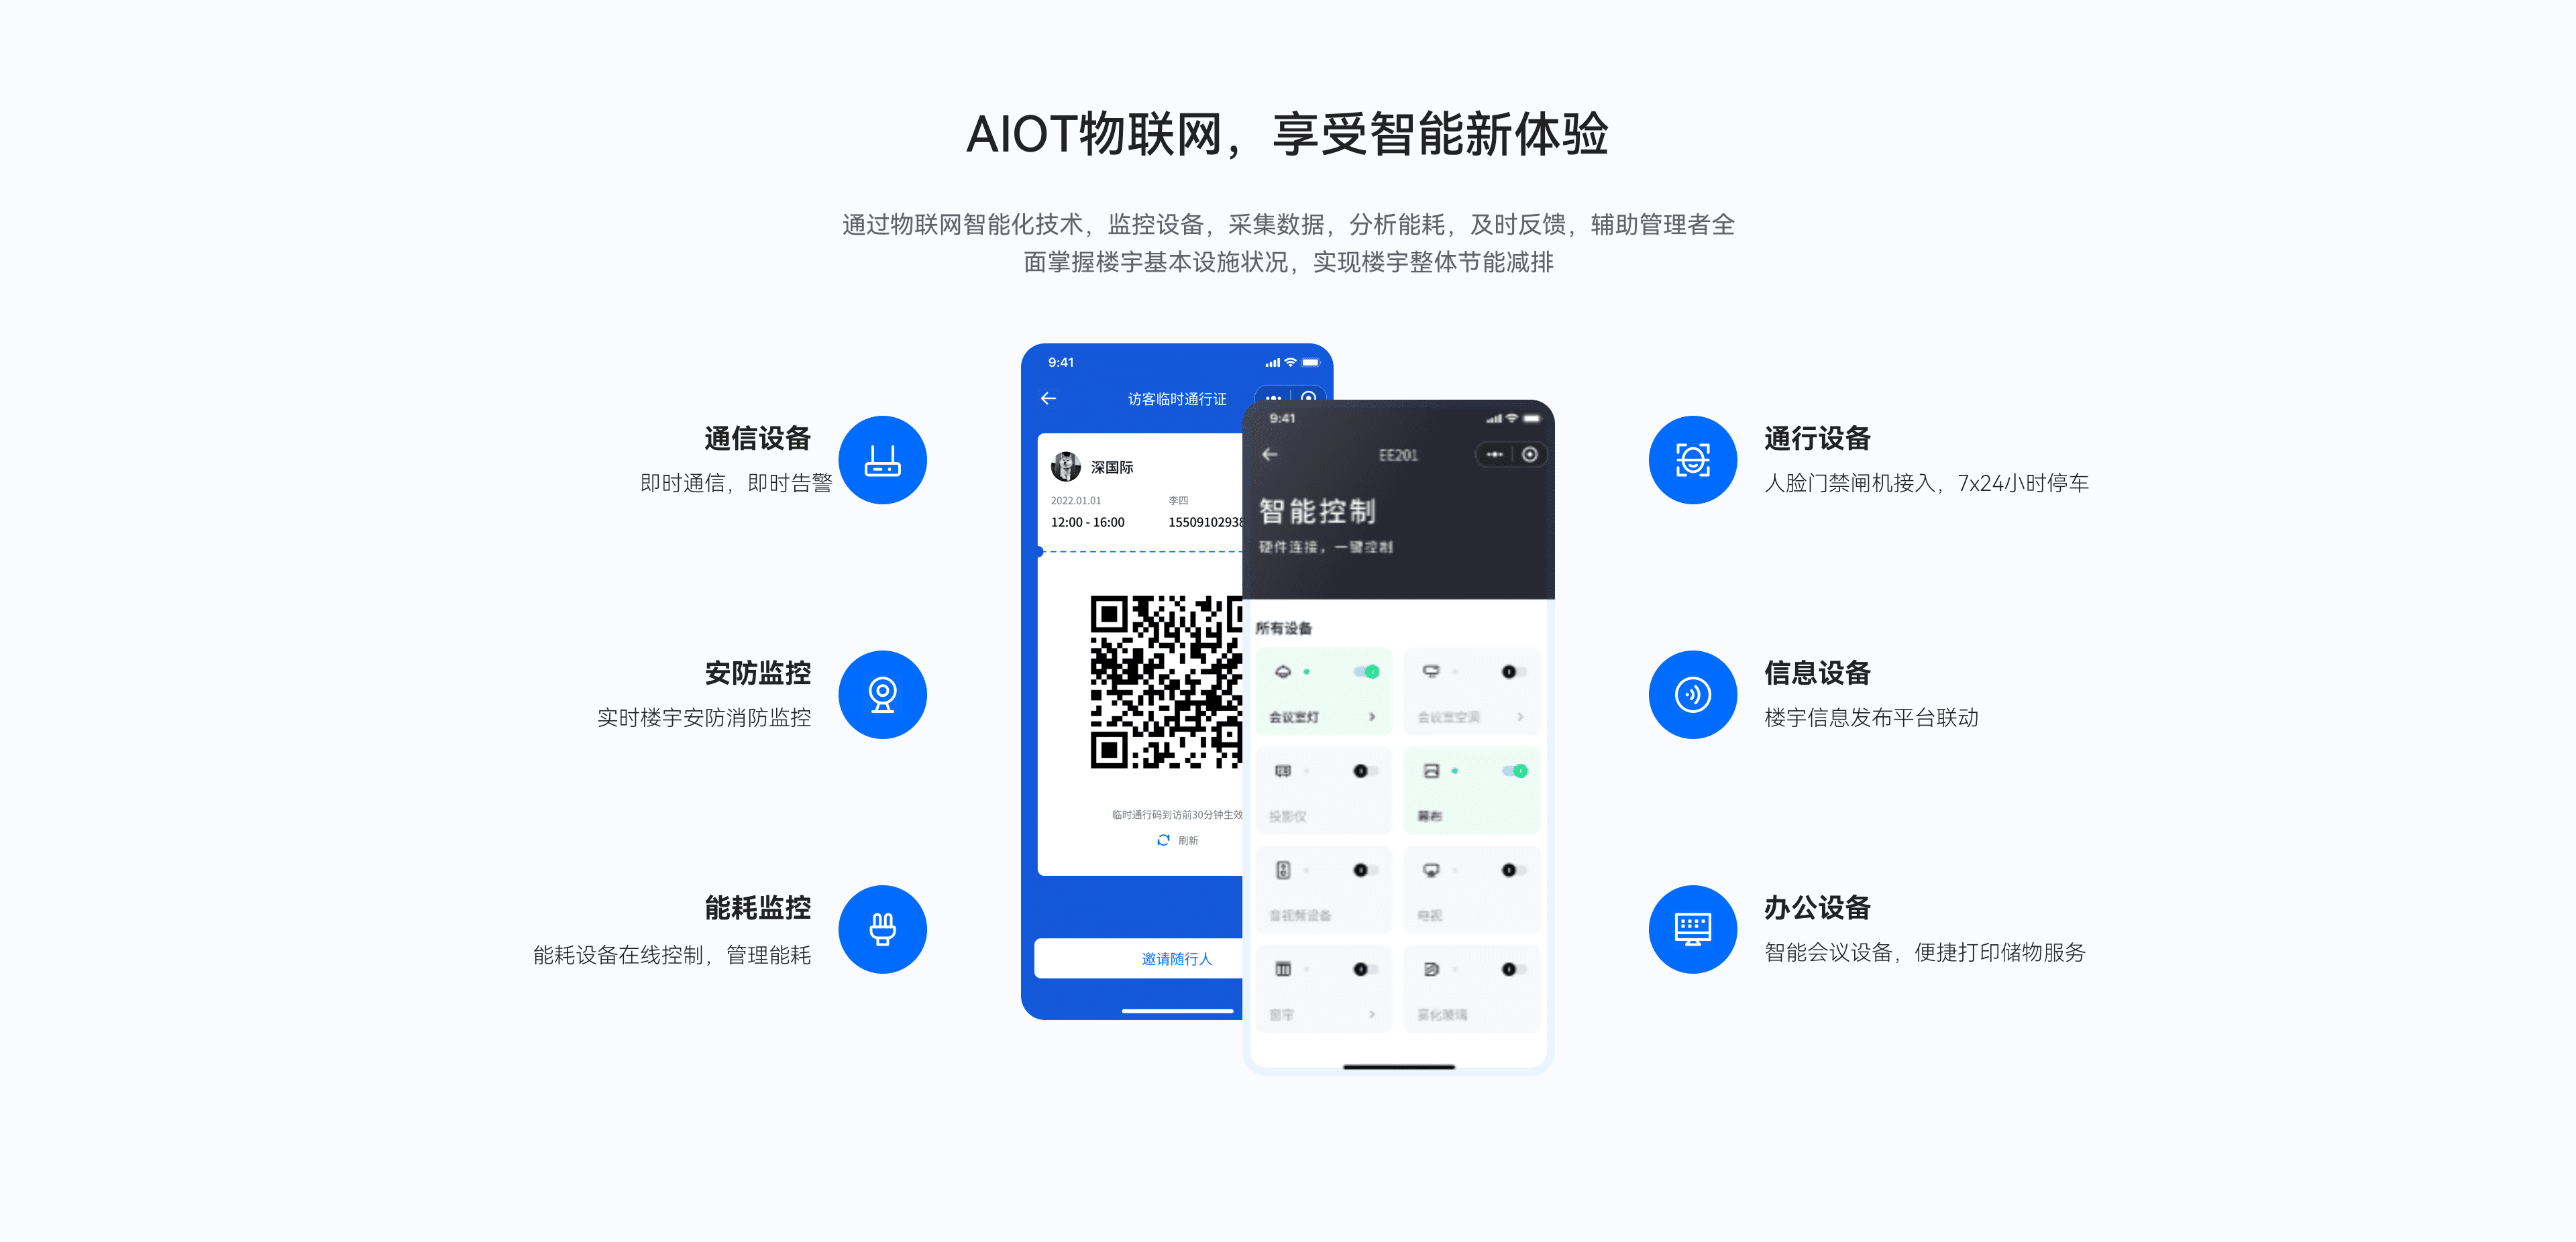 AIOT物联网，享受智能新体验
通过物联网智能化技术，监控设备，采集数据，分析能耗，及时反馈，辅助管理者全
面掌握楼宇基本设施状况，实现楼宇整体节能减排
通信设备
即时通信，即时告警
安防监控
实时楼宇安防消防监控
能耗监控
能耗设备在线控制，管理能耗
9:41
访客临时通行证
深国际
2022.01.01
李四
12:00 - 16:00
15509102938
临时通行码到访前30分钟生效
刷新
邀请随行人
9:41
EE201
智能控制
硬件连接，一键控制
所有设备
会议室灯
会议室空调
投影仪
幕布
音视频设备
电视
窗帘
雾化玻璃
通行设备
人脸门禁闸机接入，7x24小时停车
信息设备
楼宇信息发布平台联动
办公设备
智能会议设备，便捷打印储物服务